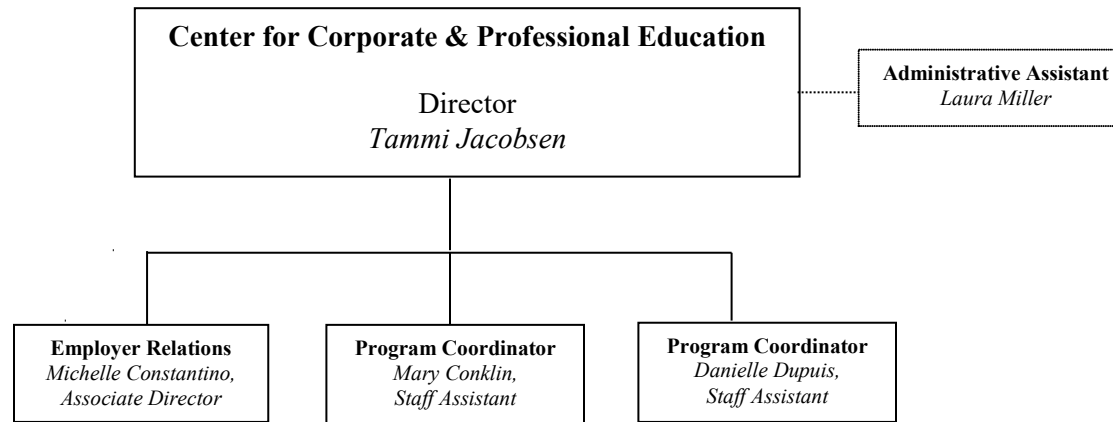 Center for Corporate & Professional Education
Director
Tammi Jacobsen
Administrative Assistant
Laura Miller
Employer Relations
Michelle Constantino,
Associate Director
Program Coordinator
Mary Conklin,
Staff Assistant
Program Coordinator
Danielle Dupuis,
Staff Assistant